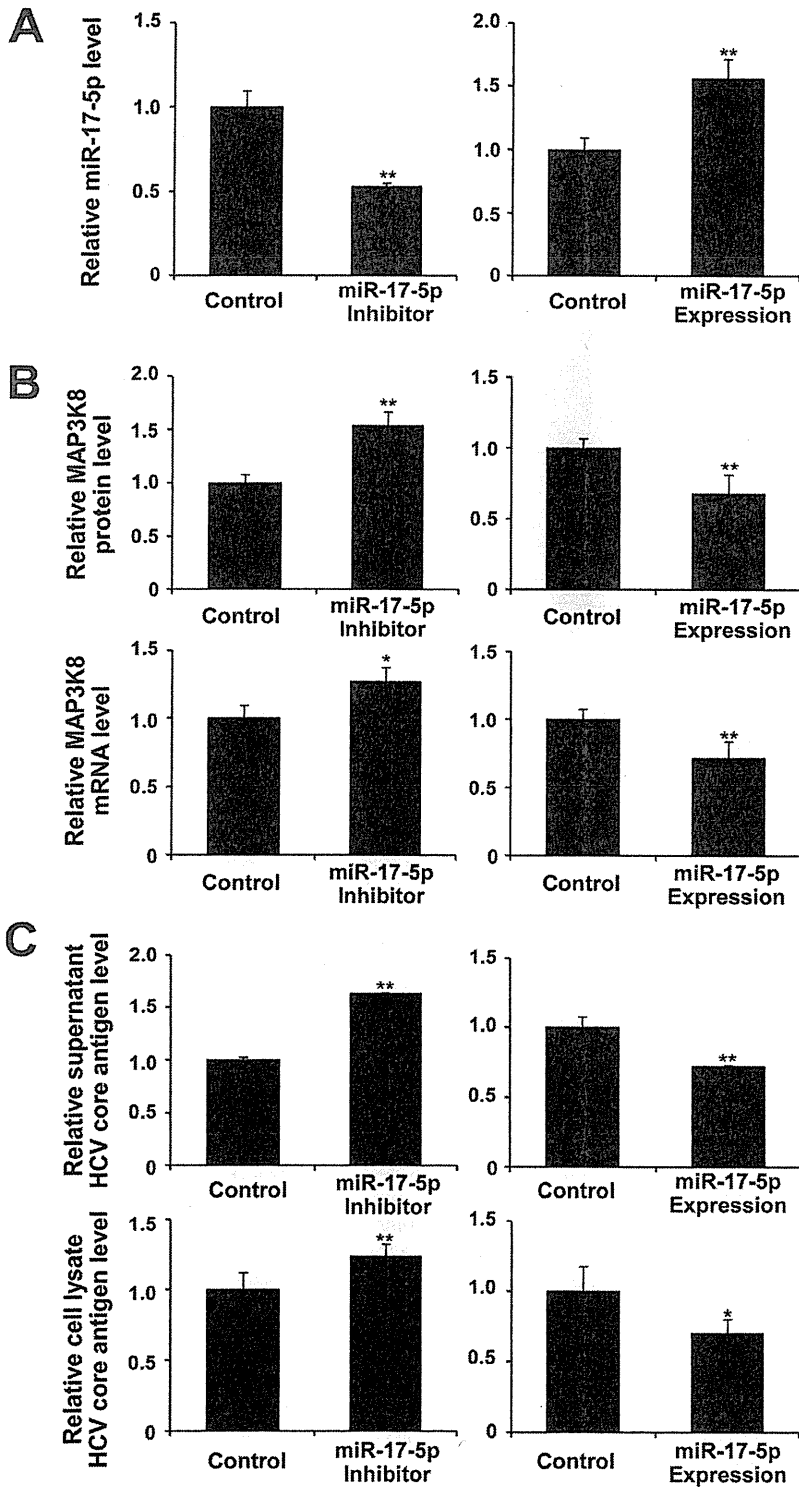 A
Relative miR-17-5p level
1.5
1.0
0.5
0
**
Control
miR-17-5p
Inhibitor
2.0
1.5
1.0
0.5
0
**
Control
miR-17-5p
Expression
B
Relative MAP3K8
protein level
2.0
1.5
1.0
0.5
0
**
Control
miR-17-5p
Inhibitor
1.5
1.0
0.5
0
**
Control
miR-17-5p
Expression
Relative MAP3K8
mRNA level
1.5
1.0
0.5
0
*
Control
miR-17-5p
Inhibitor
1.5
1.0
0.5
0
**
Control
miR-17-5p
Expression
C
Relative supernatant
HCV core antigen level
2.0
1.5
1.0
0.5
0
**
Control
miR-17-5p
Inhibitor
1.5
1.0
0.5
0
**
Control
miR-17-5p
Expression
Relative cell lysate
HCV core antigen level
1.5
1.0
0.5
0
**
Control
miR-17-5p
Inhibitor
1.5
1.0
0.5
0
*
Control
miR-17-5p
Expression